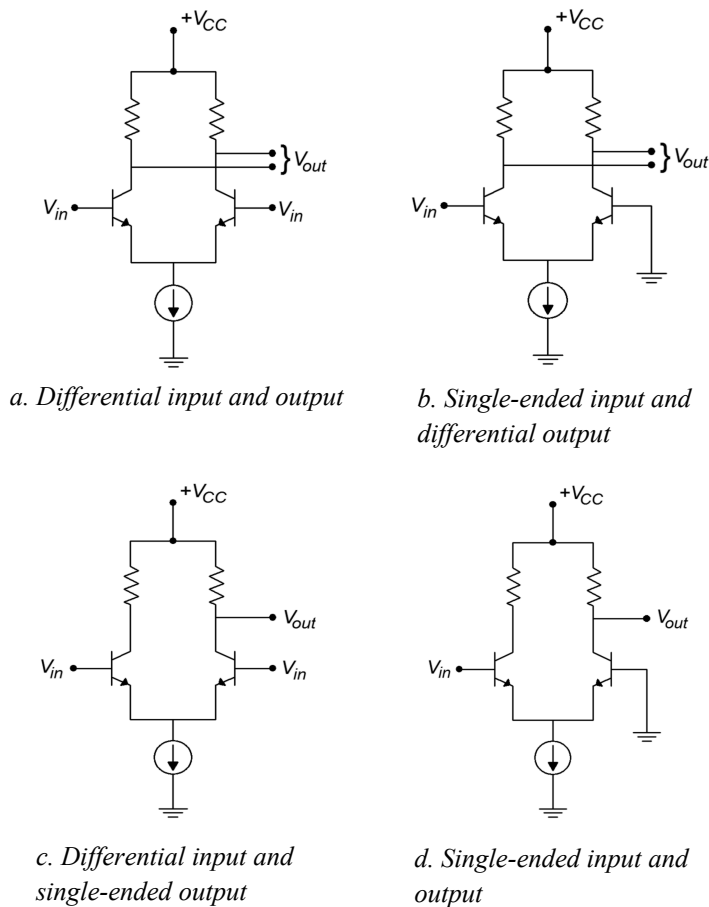 +VCC
+VCC
} Vout
} Vout
Vin
Vin
Vin
a. Differential input and output
b. Single-ended input and
differential output
+VCC
+VCC
Vout
Vout
Vin
Vin
Vin
c. Differential input and
single-ended output
d. Single-ended input and
output